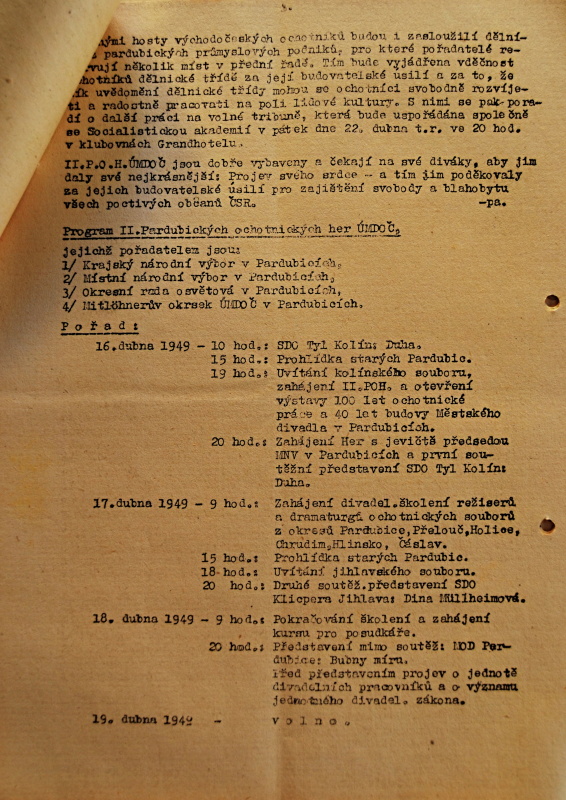 3.
nými hosty východočeských ochotníků budou i zasloužilí dělní-
z pardubických průmyslových podniků, pro které pořadatelé re-
vují několik míst v přední řadě. Tím bude vyjádřena vděčnost
hotníků dělnické třídě za její budovatelské usilí a za to, že
ík uvědomění dělnické třídy mohou se ochotníci svobodně rozvíje-
ti a radostně pracovati na poli lidové kultury. S nimi se pak pora-
dí o další práci na volné tribuně, která bude uspořádána společně
se Socialistickou akademií v pátek dne 22. dubna t.r. ve 20 hod.
v klubovnách Grandhotelu.
II.P.O.H.ÚMDOČ jsou dobře vybaveny a čekají na své diváky, aby jim
daly své nejkrásnější: Projev svého srdce - a tím jim poděkovaly
za jejich budovatelské úsilí pro zajištění svobody a blahobytu
všech poctivých občanů ČSR. -pa.
Program II.Pardubických ochotnických her ÚMDOČ,
jejichž pořadatelem jsou:
1/ Krajský národní výbor v Pardubicích,
2/ Místní národní výbor v Pardubicích,
3/ Okresní rada osvětová v Pardubicích,
4/ Mitlöhnerův okrsek ÚMDOČ v Pardubicích.
P o ř a d :
16.dubna 1949 - 10 hod.: SDO Tyl Kolín: Duha.
15 hod.: Prohlídka starých Pardubic.
19 hod.: Uvítání kolínského souboru,
zahájení II.POH. a otevření
výstavy 100 let ochotnické
práce a 40 let budovy Městského
divadla v Pardubicích.
20 hod.: Zahájení Her s jeviště předsedou
MNV v Pardubicích a první sou-
těžní představení SDO Tyl Kolín:
Duha.
17.dubna 1949 - 9 hod.: Zahájení divadel.školení režiserů
a dramaturgů ochotnických souborů
z okresů Pardubice,Přelouč,Holice,
Chrudim,Hlinsko, Čáslav.
15 hod.: Prohlídka starých Pardubic.
18 hod.: Uvítání jihlavského souboru.
20 hod.: Druhé soutěž.představení SDO
Klicpera Jihlava: Dina Müllheimová.
18. dubna 1949 - 9 hod.: Pokračování školení a zahájení
kursu pro posudkáře.
20 hod.: Představení mimo soutěž: MOD Par-
dubice: Bubny míru.
Před představením projev o jednotě
divadelních pracovníků a o významu
jednotného divadel. zákona.
19. dubna 1949 - v o l n o .